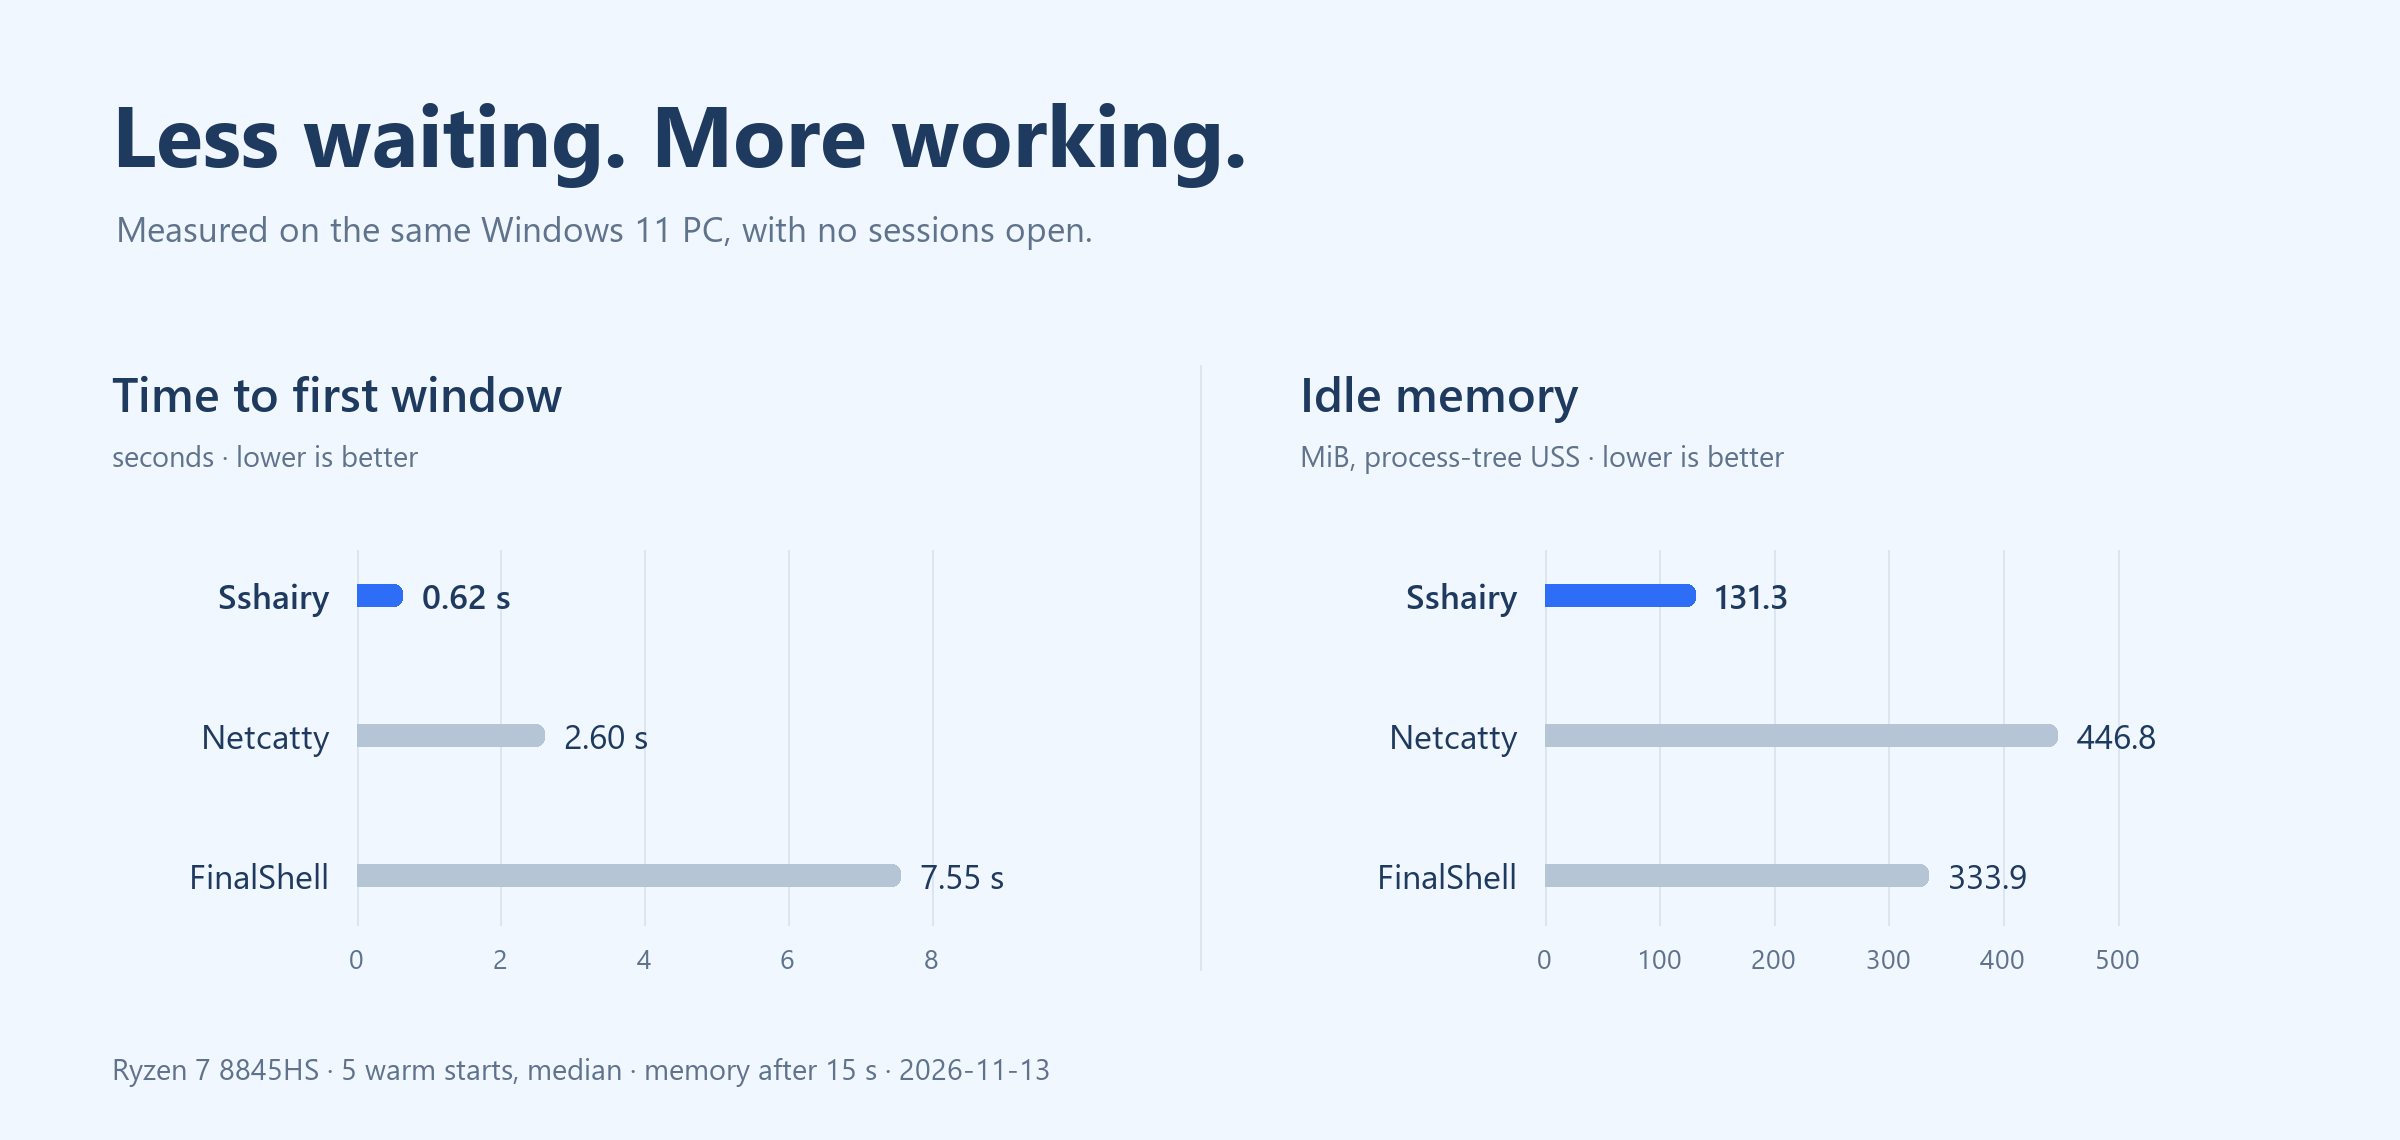 Less waiting. More working.
Measured on the same Windows 11 PC, with no sessions open.
Time to first window
seconds · lower is better
Sshairy 0.62 s
Netcatty 2.60 s
FinalShell 7.55 s
0 2 4 6 8
Idle memory
MiB, process-tree USS · lower is better
Sshairy 131.3
Netcatty 446.8
FinalShell 333.9
0 100 200 300 400 500
Ryzen 7 8845HS · 5 warm starts, median · memory after 15 s · 2026-11-13